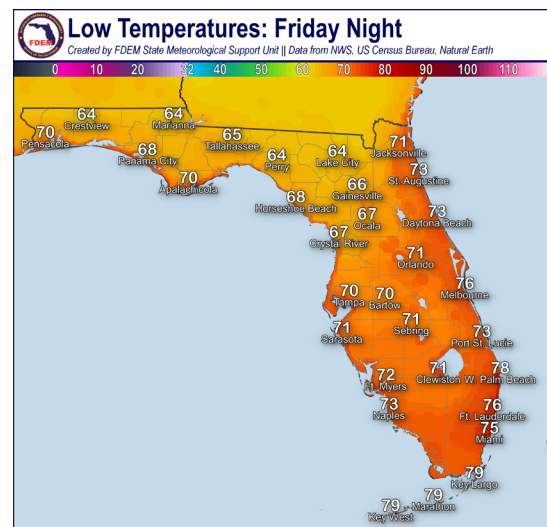 FDEM
Low Temperatures: Friday Night
Created by FDEM State Meteorological Support Unit || Data from NWS, US Census Bureau, Natural Earth
0 10 20 32 40 50 60 70 80 90 100 110
64
Crestview
64
Marianna
70
Pensacola
65
Tallahassee
68
Panama City
64
Perry
64
Lake City
71
Jacksonville
70
Apalachicola
73
St. Augustine
66
Gainesville
68
Horseshoe Beach
67
Ocala
73
Daytona Beach
67
Crystal River
71
Orlando
76
Melbourne
70
Tampa
70
Bartow
71
Sebring
71
Sarasota
73
Port St. Lucie
72
Ft. Myers
71
Clewiston
78
W. Palm Beach
73
Naples
76
Ft. Lauderdale
75
Miami
79
Key Largo
79
Marathon
79
Key West